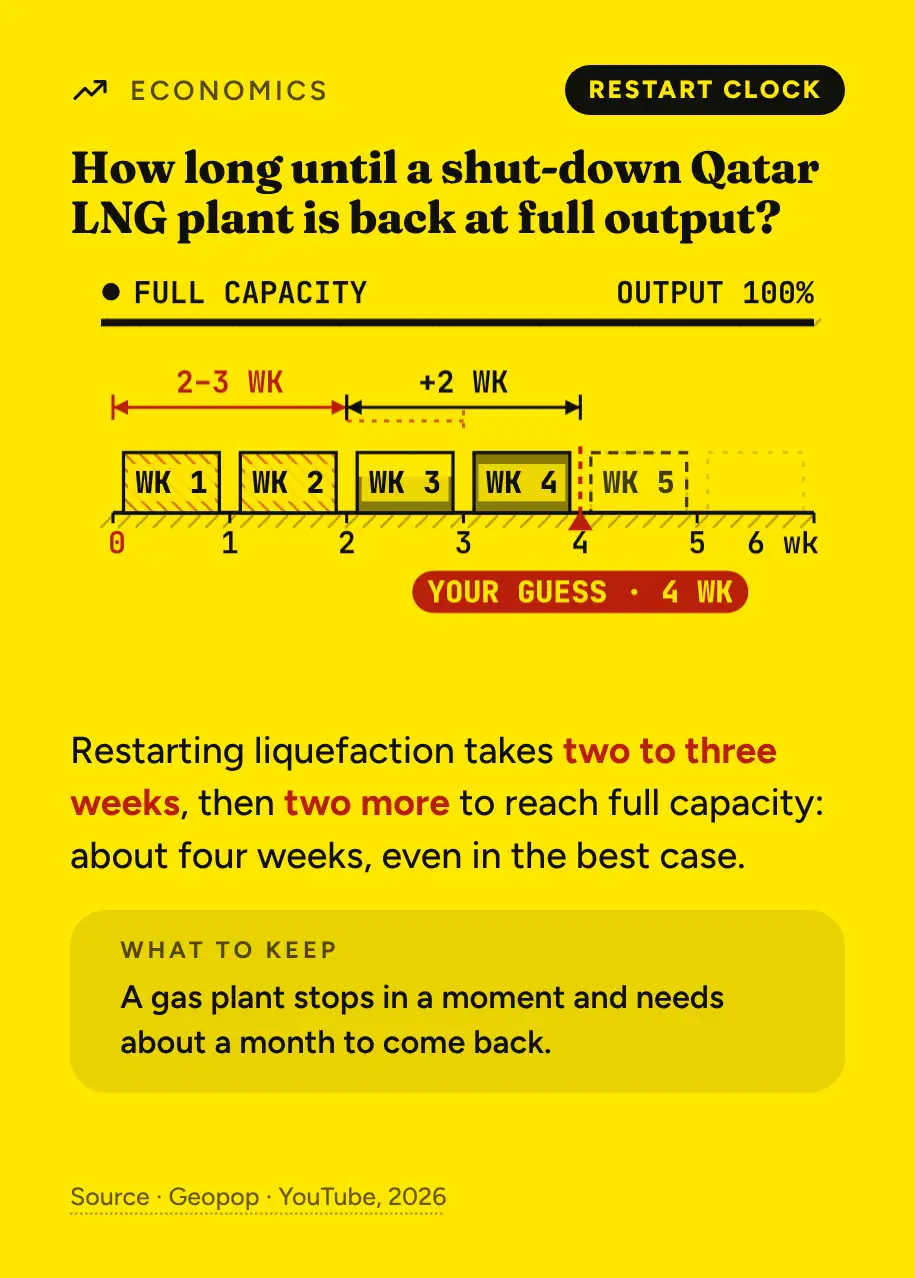 ECONOMICS
RESTART CLOCK
How long until a shut-down Qatar
LNG plant is back at full output?
FULL CAPACITY
OUTPUT 100%
2–3 WK
+2 WK
WK 1
WK 2
WK 3
WK 4
WK 5
0
1
2
3
4
5
6 wk
YOUR GUESS · 4 WK
Restarting liquefaction takes two to three
weeks, then two more to reach full capacity:
about four weeks, even in the best case.
WHAT TO KEEP
A gas plant stops in a moment and needs
about a month to come back.
Source · Geopop · YouTube, 2026